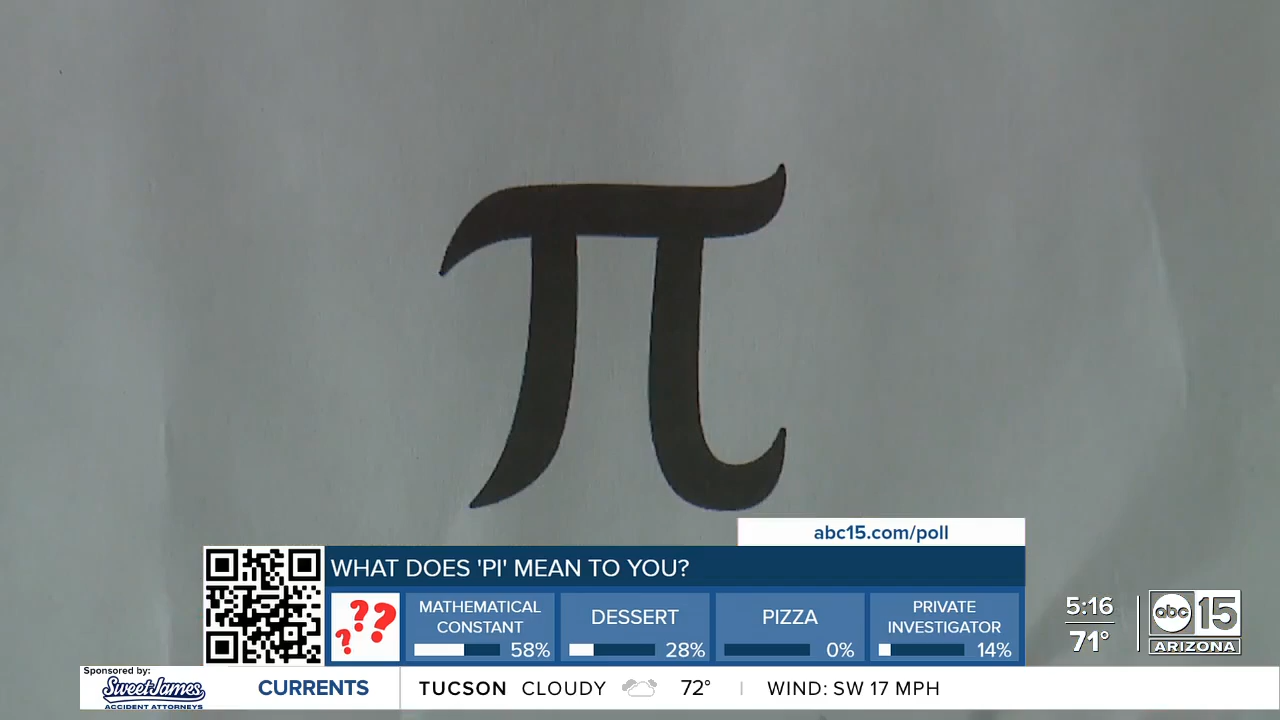 π
abc15.com/poll
WHAT DOES 'PI' MEAN TO YOU?
??? MATHEMATICAL CONSTANT 58%
DESSERT 28%
PIZZA 0%
PRIVATE INVESTIGATOR 14%
5:16
71°
abc 15
ARIZONA
Sponsored by:
Sweet James
ACCIDENT ATTORNEYS
CURRENTS TUCSON CLOUDY 72° WIND: SW 17 MPH